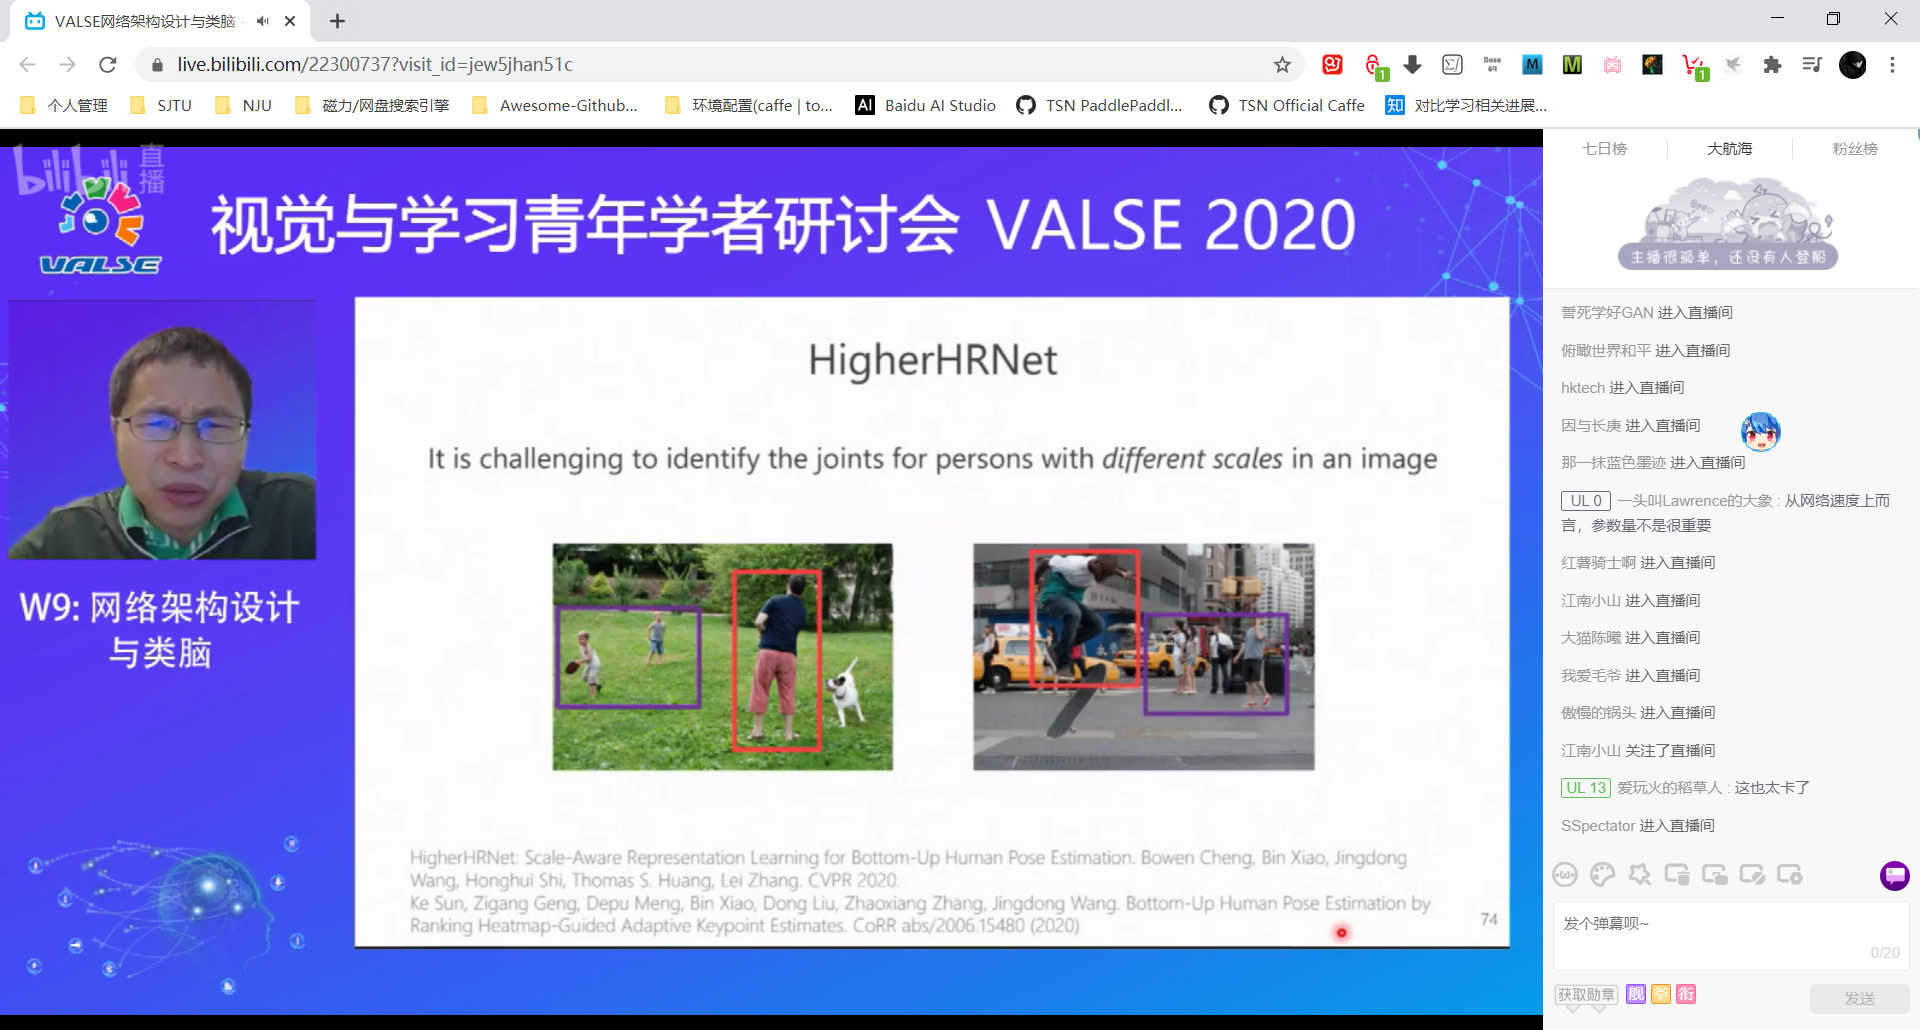 VALSE网络架构设计与类脑
live.bilibili.com/22300737?visit_id=jew5jhan51c
1
Base 64
M
M
1
个人管理
SJTU
NJU
磁力/网盘搜索引擎
Awesome-Github...
环境配置(caffe | to...
AI Baidu AI Studio
TSN PaddlePaddl...
TSN Official Caffe
知 对比学习相关进展...
bilibili 直播
VALSE
视觉与学习青年学者研讨会 VALSE 2020
W9: 网络架构设计
与类脑
HigherHRNet
It is challenging to identify the joints for persons with different scales in an image
HigherHRNet: Scale-Aware Representation Learning for Bottom-Up Human Pose Estimation. Bowen Cheng, Bin Xiao, Jingdong
Wang, Honghui Shi, Thomas S. Huang, Lei Zhang. CVPR 2020.
Ke Sun, Zigang Geng, Depu Meng, Bin Xiao, Dong Liu, Zhaoxiang Zhang, Jingdong Wang. Bottom-Up Human Pose Estimation by
Ranking Heatmap-Guided Adaptive Keypoint Estimates. CoRR abs/2006.15480 (2020)
74
七日榜
大航海
粉丝榜
Byeo
主播很孤单，还没有人登船
誓死学好GAN 进入直播间
俯瞰世界和平 进入直播间
hktech 进入直播间
因与长庚 进入直播间
那一抹蓝色墨迹 进入直播间
UL 0 一头叫Lawrence的大象 : 从网络速度上而
言，参数量不是很重要
红薯骑士啊 进入直播间
江南小山 进入直播间
大猫陈曦 进入直播间
我爱毛爷 进入直播间
傲慢的锅头 进入直播间
江南小山 关注了直播间
UL 13 爱玩火的稻草人 : 这也太卡了
SSpectator 进入直播间
发个弹幕呗~
0/20
获取勋章
舰
爷
衔
发送